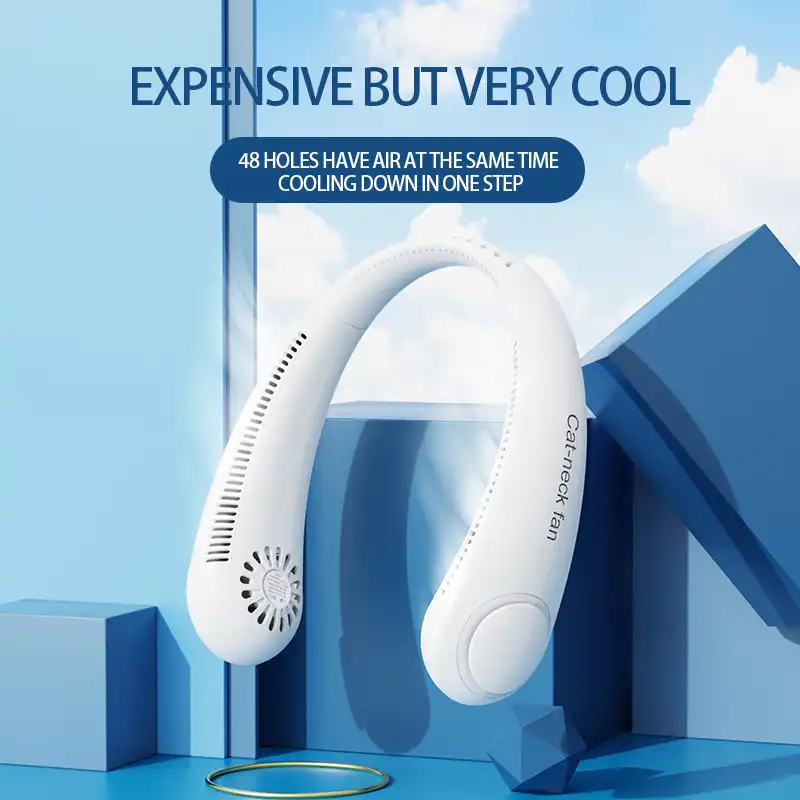 EXPENSIVE BUT VERY COOL
48 HOLES HAVE AIR AT THE SAME TIME
COOLING DOWN IN ONE STEP
Cat-neck fan